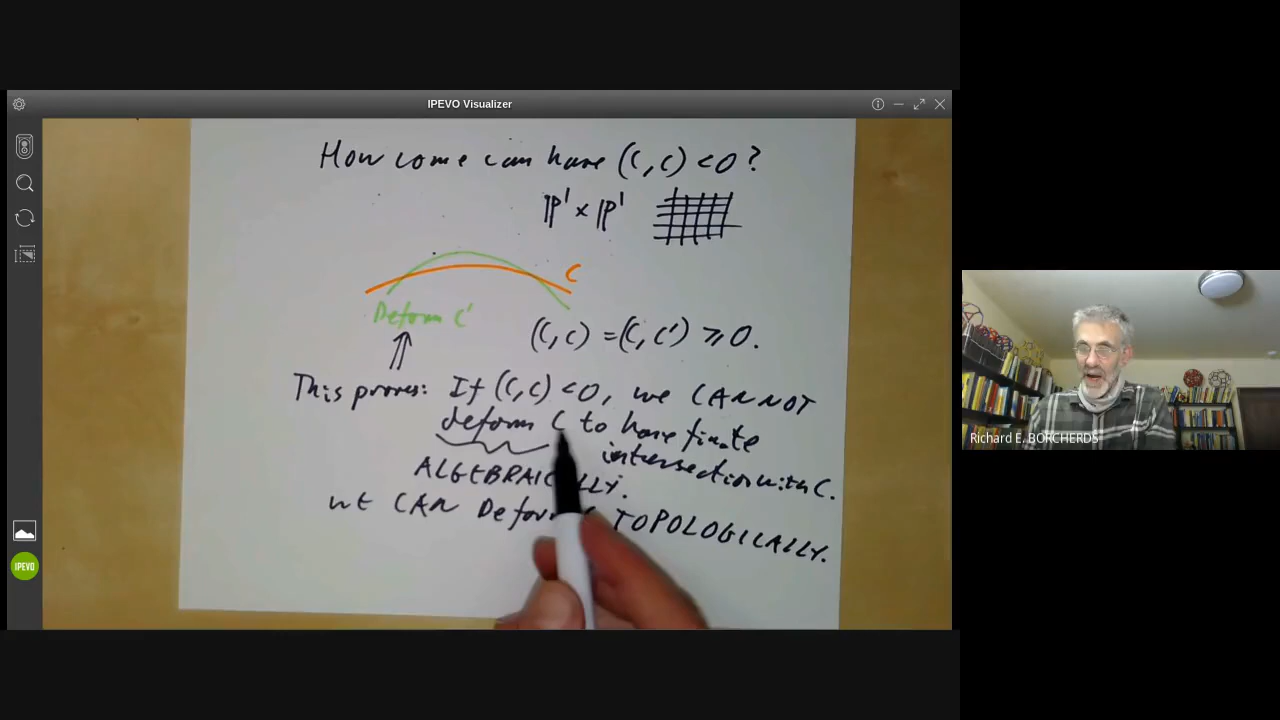 IPEVO Visualizer
How come can have (C,C) <0?
P¹ × P¹
C
Deform C'
(C,C) = (C,C') ≥ 0.
This proves: If (C,C) <0, we CANNOT
deform C to have finite
intersection with C.
ALGEBRAICALLY.
WE CAN Deform C TOPOLOGICALLY.
IPEVO
Richard E. BORCHERDS